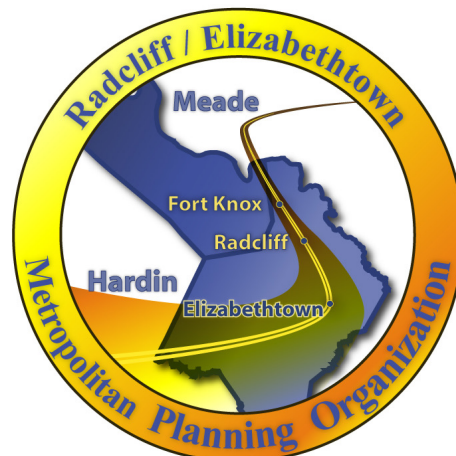 Radcliff / Elizabethtown
Meade
Fort Knox
Radcliff
Hardin
Elizabethtown
Metropolitan Planning Organization